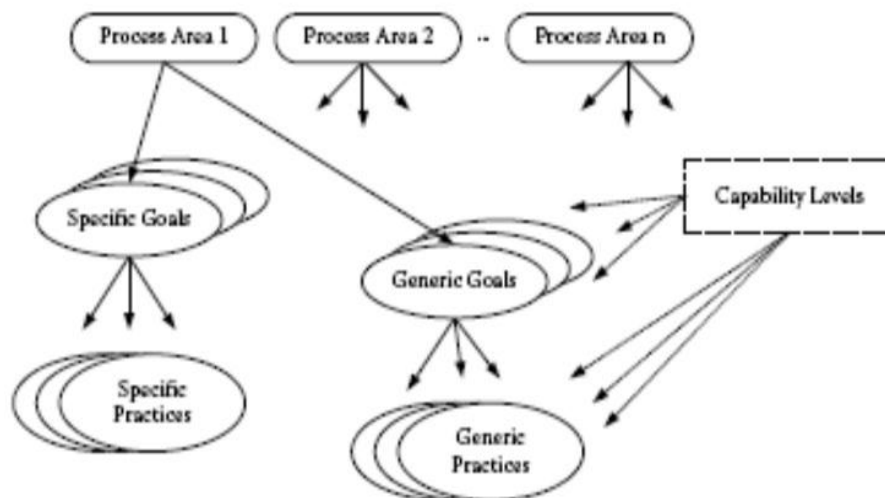 Process Area 1
Process Area 2
..
Process Area n
Specific Goals
Capability Levels
Generic Goals
Specific
Practices
Generic
Practices